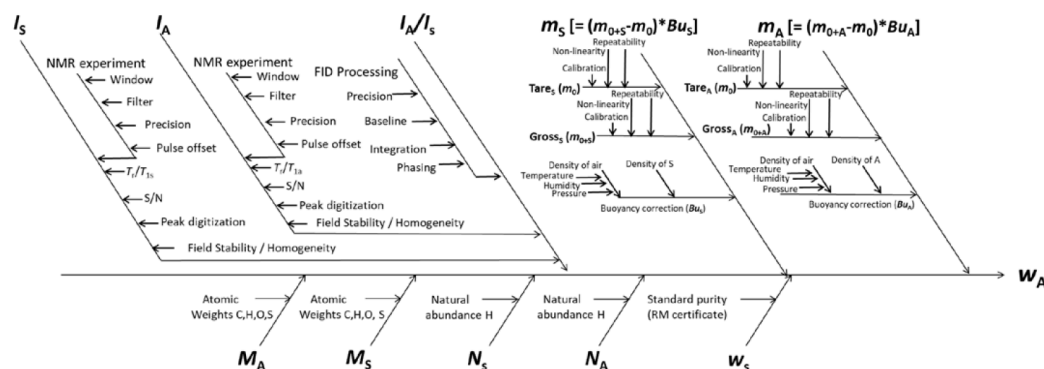 I_S
I_A
I_A/I_s
m_S [= (m_0+S-m_0)*Bu_S]
m_A [= (m_0+A-m_0)*Bu_A]
NMR experiment
Window
Filter
Precision
Pulse offset
T_r/T_1s
S/N
Peak digitization
Field Stability / Homogeneity
NMR experiment
Window
Filter
Precision
Pulse offset
T_r/T_1a
S/N
Peak digitization
Field Stability / Homogeneity
FID Processing
Precision
Baseline
Integration
Phasing
Repeatability
Non-linearity
Calibration
Tare_S (m_0)
Repeatability
Non-linearity
Calibration
Gross_S (m_0+S)
Density of air
Density of S
Temperature
Humidity
Pressure
Buoyancy correction (Bu_S)
Repeatability
Non-linearity
Calibration
Tare_A (m_0)
Repeatability
Non-linearity
Calibration
Gross_A (m_0+A)
Density of air
Density of A
Temperature
Humidity
Pressure
Buoyancy correction (Bu_A)
w_A
Atomic
Weights C,H,O,S
Atomic
Weights C,H,O, S
Natural
abundance H
Natural
abundance H
Standard purity
(RM certificate)
M_A
M_S
N_s
N_A
w_s